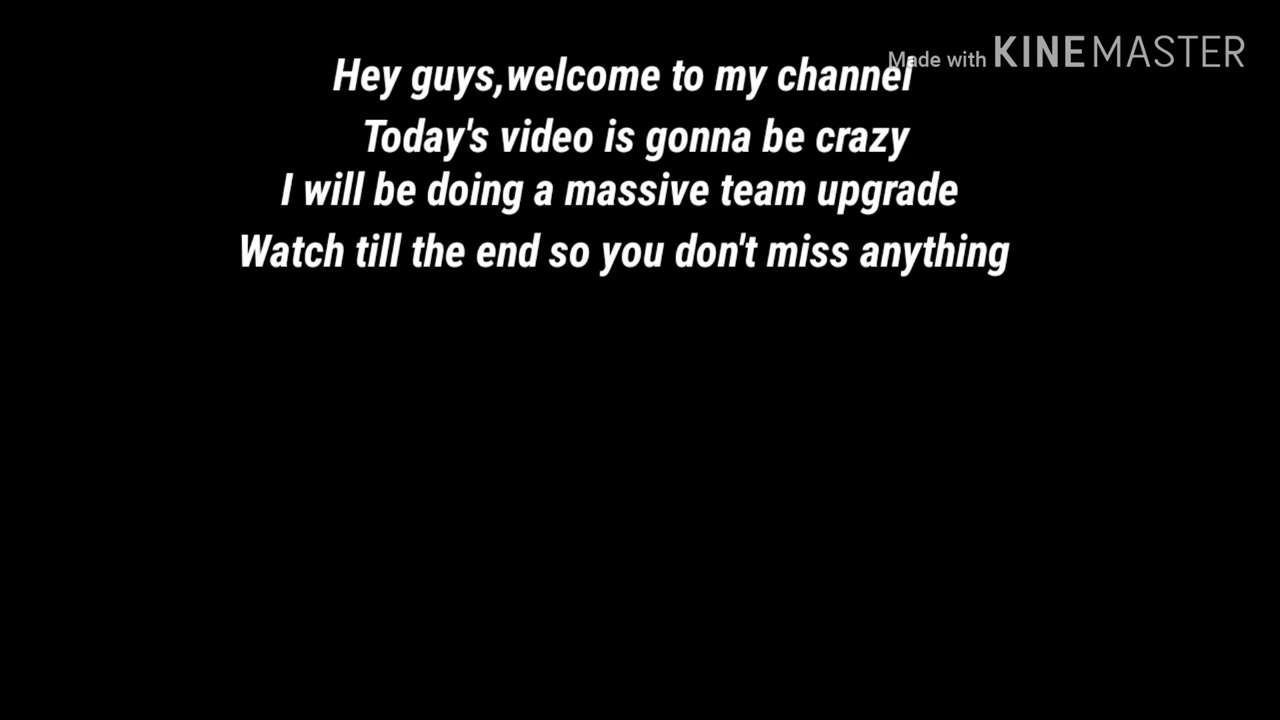 Made with KINEMASTER
Hey guys,welcome to my channel
Today's video is gonna be crazy
I will be doing a massive team upgrade
Watch till the end so you don't miss anything